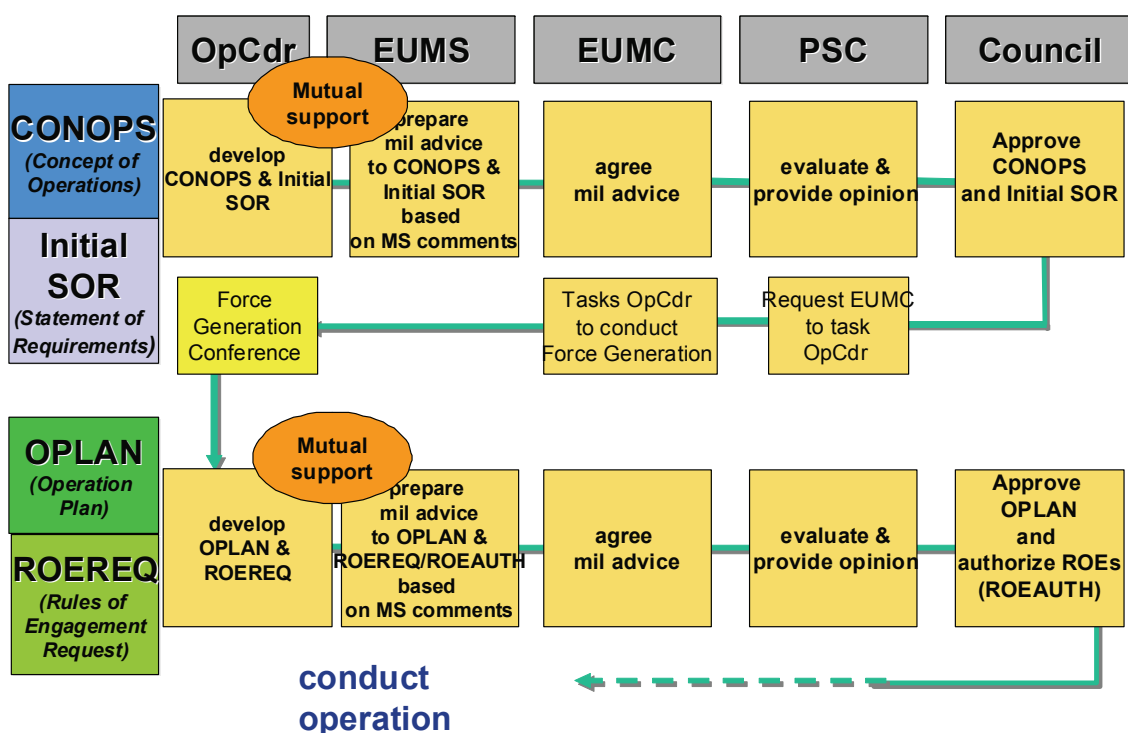 OpCdr
EUMS
EUMC
PSC
Council
CONOPS
(Concept of
Operations)
Initial
SOR
(Statement of
Requirements)
Mutual
support
develop
CONOPS & Initial
SOR
prepare
mil advice
to CONOPS &
Initial SOR
based
on MS comments
agree
mil advice
evaluate &
provide opinion
Approve
CONOPS
and Initial SOR
Force
Generation
Conference
Tasks OpCdr
to conduct
Force Generation
Request EUMC
to task
OpCdr
OPLAN
(Operation
Plan)
ROEREQ
(Rules of
Engagement
Request)
Mutual
support
develop
OPLAN &
ROEREQ
prepare
mil advice
to OPLAN &
ROEREQ/ROEAUTH
based
on MS comments
agree
mil advice
evaluate &
provide opinion
Approve
OPLAN
and
authorize ROEs
(ROEAUTH)
conduct
operation